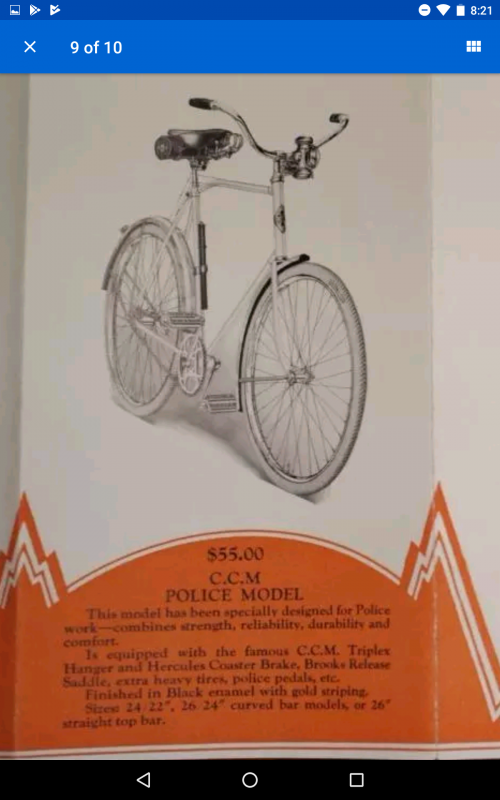 8:21
9 of 10
$55.00
C.C.M
POLICE MODEL
This model has been specially designed for Police
work—combines strength, reliability, durability and
comfort.
Is equipped with the famous C.C.M. Triplex
Hanger and Hercules Coaster Brake, Brooks Release
Saddle, extra heavy tires, police pedals, etc.
Finished in Black enamel with gold striping.
Sizes: 24/22", 26/24" curved bar models, or 26"
straight top bar.